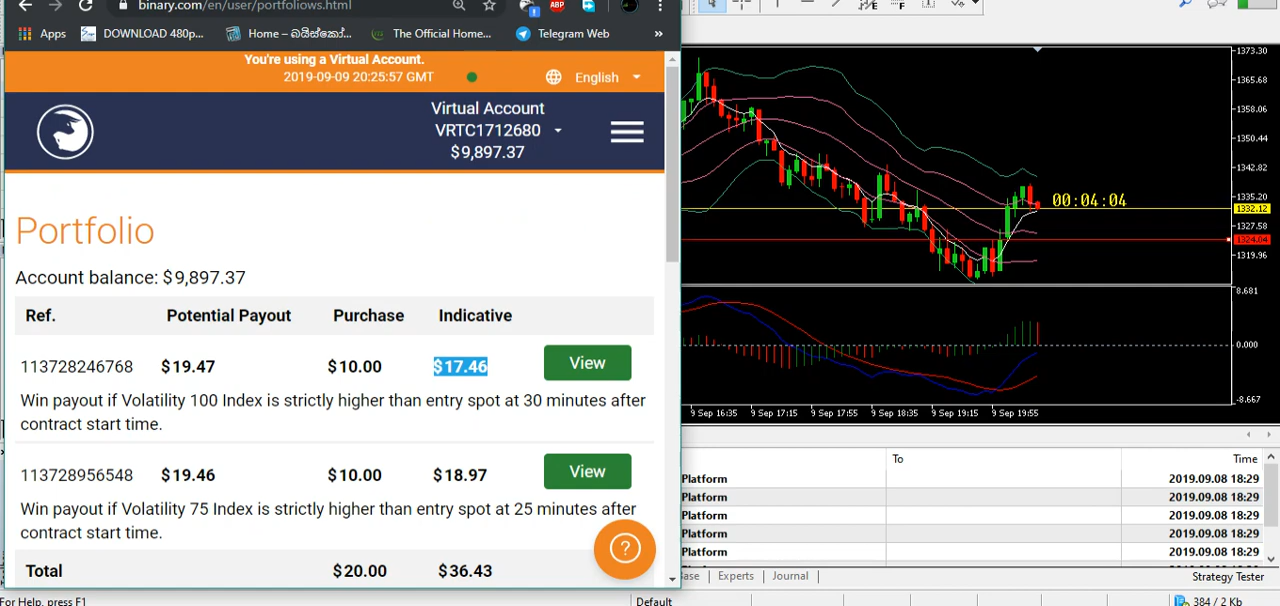 binary.com/en/user/portfoliows.html
Apps DOWNLOAD 480p... Home – බයිස්කෝ... The Official Home... Telegram Web »
You're using a Virtual Account.
2019-09-09 20:25:57 GMT English
Virtual Account
VRTC1712680
$9,897.37
Portfolio
Account balance: $9,897.37
Ref. Potential Payout Purchase Indicative
113728246768 $19.47 $10.00 $17.46 View
Win payout if Volatility 100 Index is strictly higher than entry spot at 30 minutes after
contract start time.
113728956548 $19.46 $10.00 $18.97 View
Win payout if Volatility 75 Index is strictly higher than entry spot at 25 minutes after
contract start time.
Total $20.00 $36.43
?
For Help, press F1
1373.30
1365.68
1358.06
1350.44
1342.82
1335.20
00:04:04
1332.12
1327.58
1324.04
1319.96
8.681
0.000
-8.667
9 Sep 16:35 9 Sep 17:15 9 Sep 17:55 9 Sep 18:35 9 Sep 19:15 9 Sep 19:55
To Time
Platform 2019.09.08 18:29
Platform 2019.09.08 18:29
Platform 2019.09.08 18:29
Platform 2019.09.08 18:29
Platform 2019.09.08 18:29
Experts Journal
Strategy Tester
Default 384 / 2 Kb
ABP